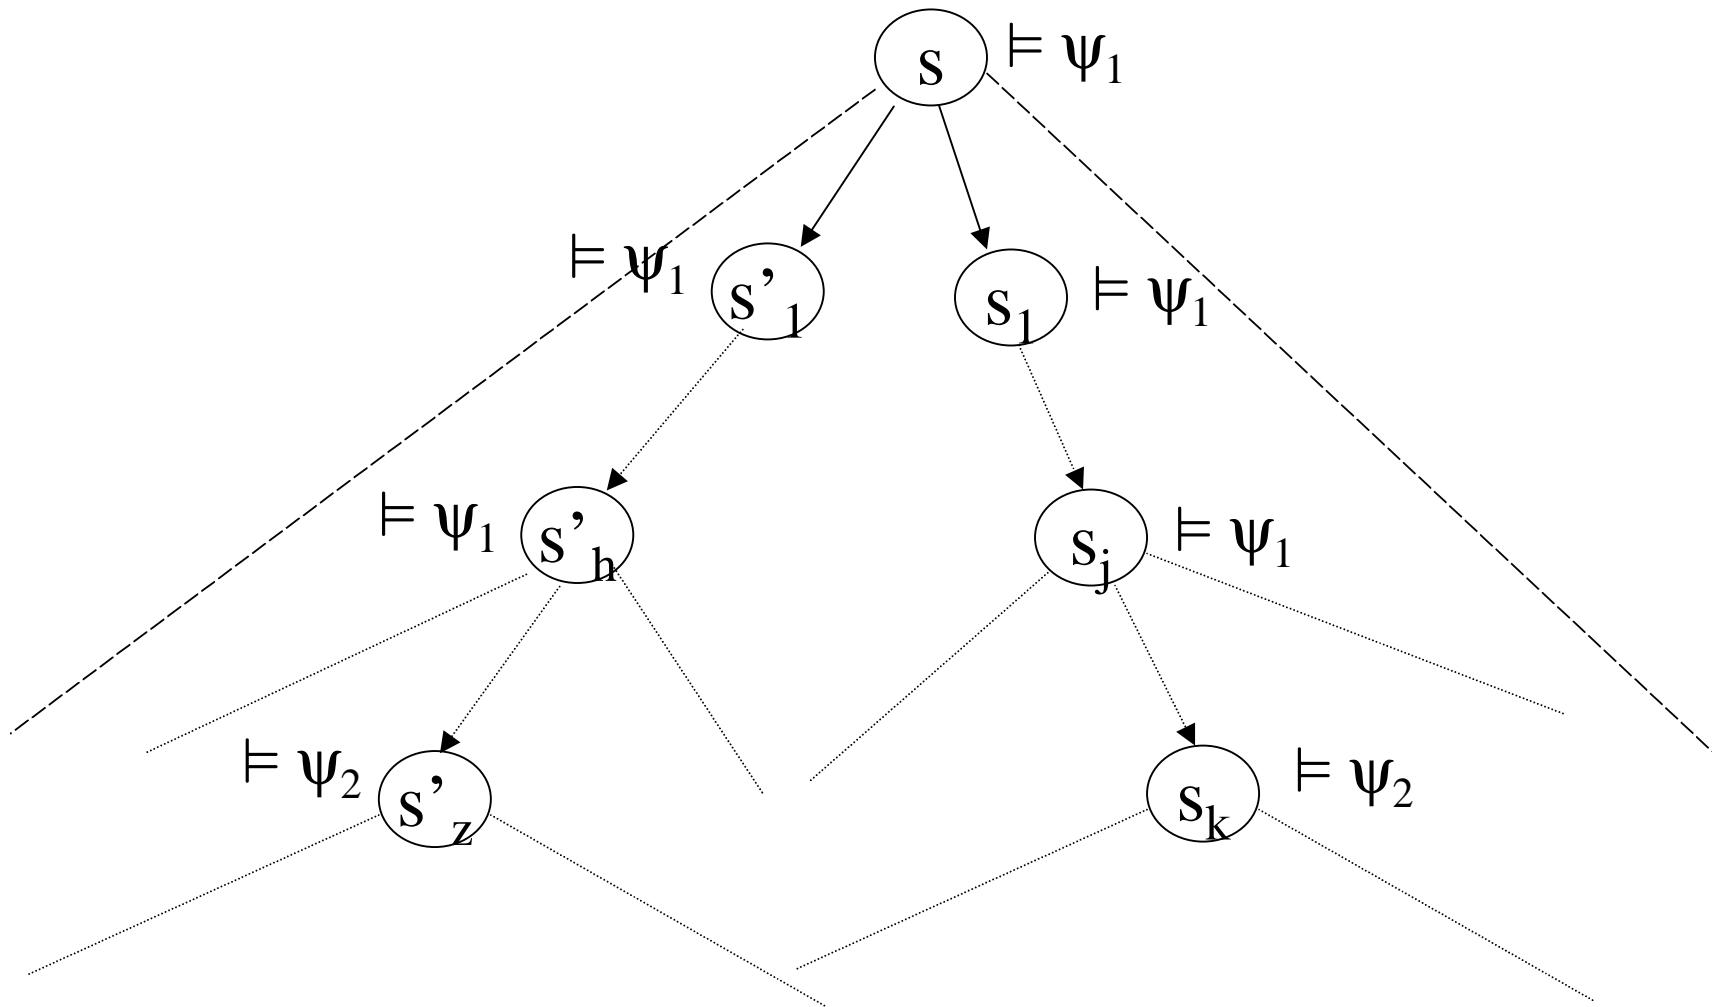 s ⊨ ψ₁
⊨ ψ₁ s’₁ s₁ ⊨ ψ₁
⊨ ψ₁ s’ₕ sⱼ ⊨ ψ₁
⊨ ψ₂ s’z sₖ ⊨ ψ₂